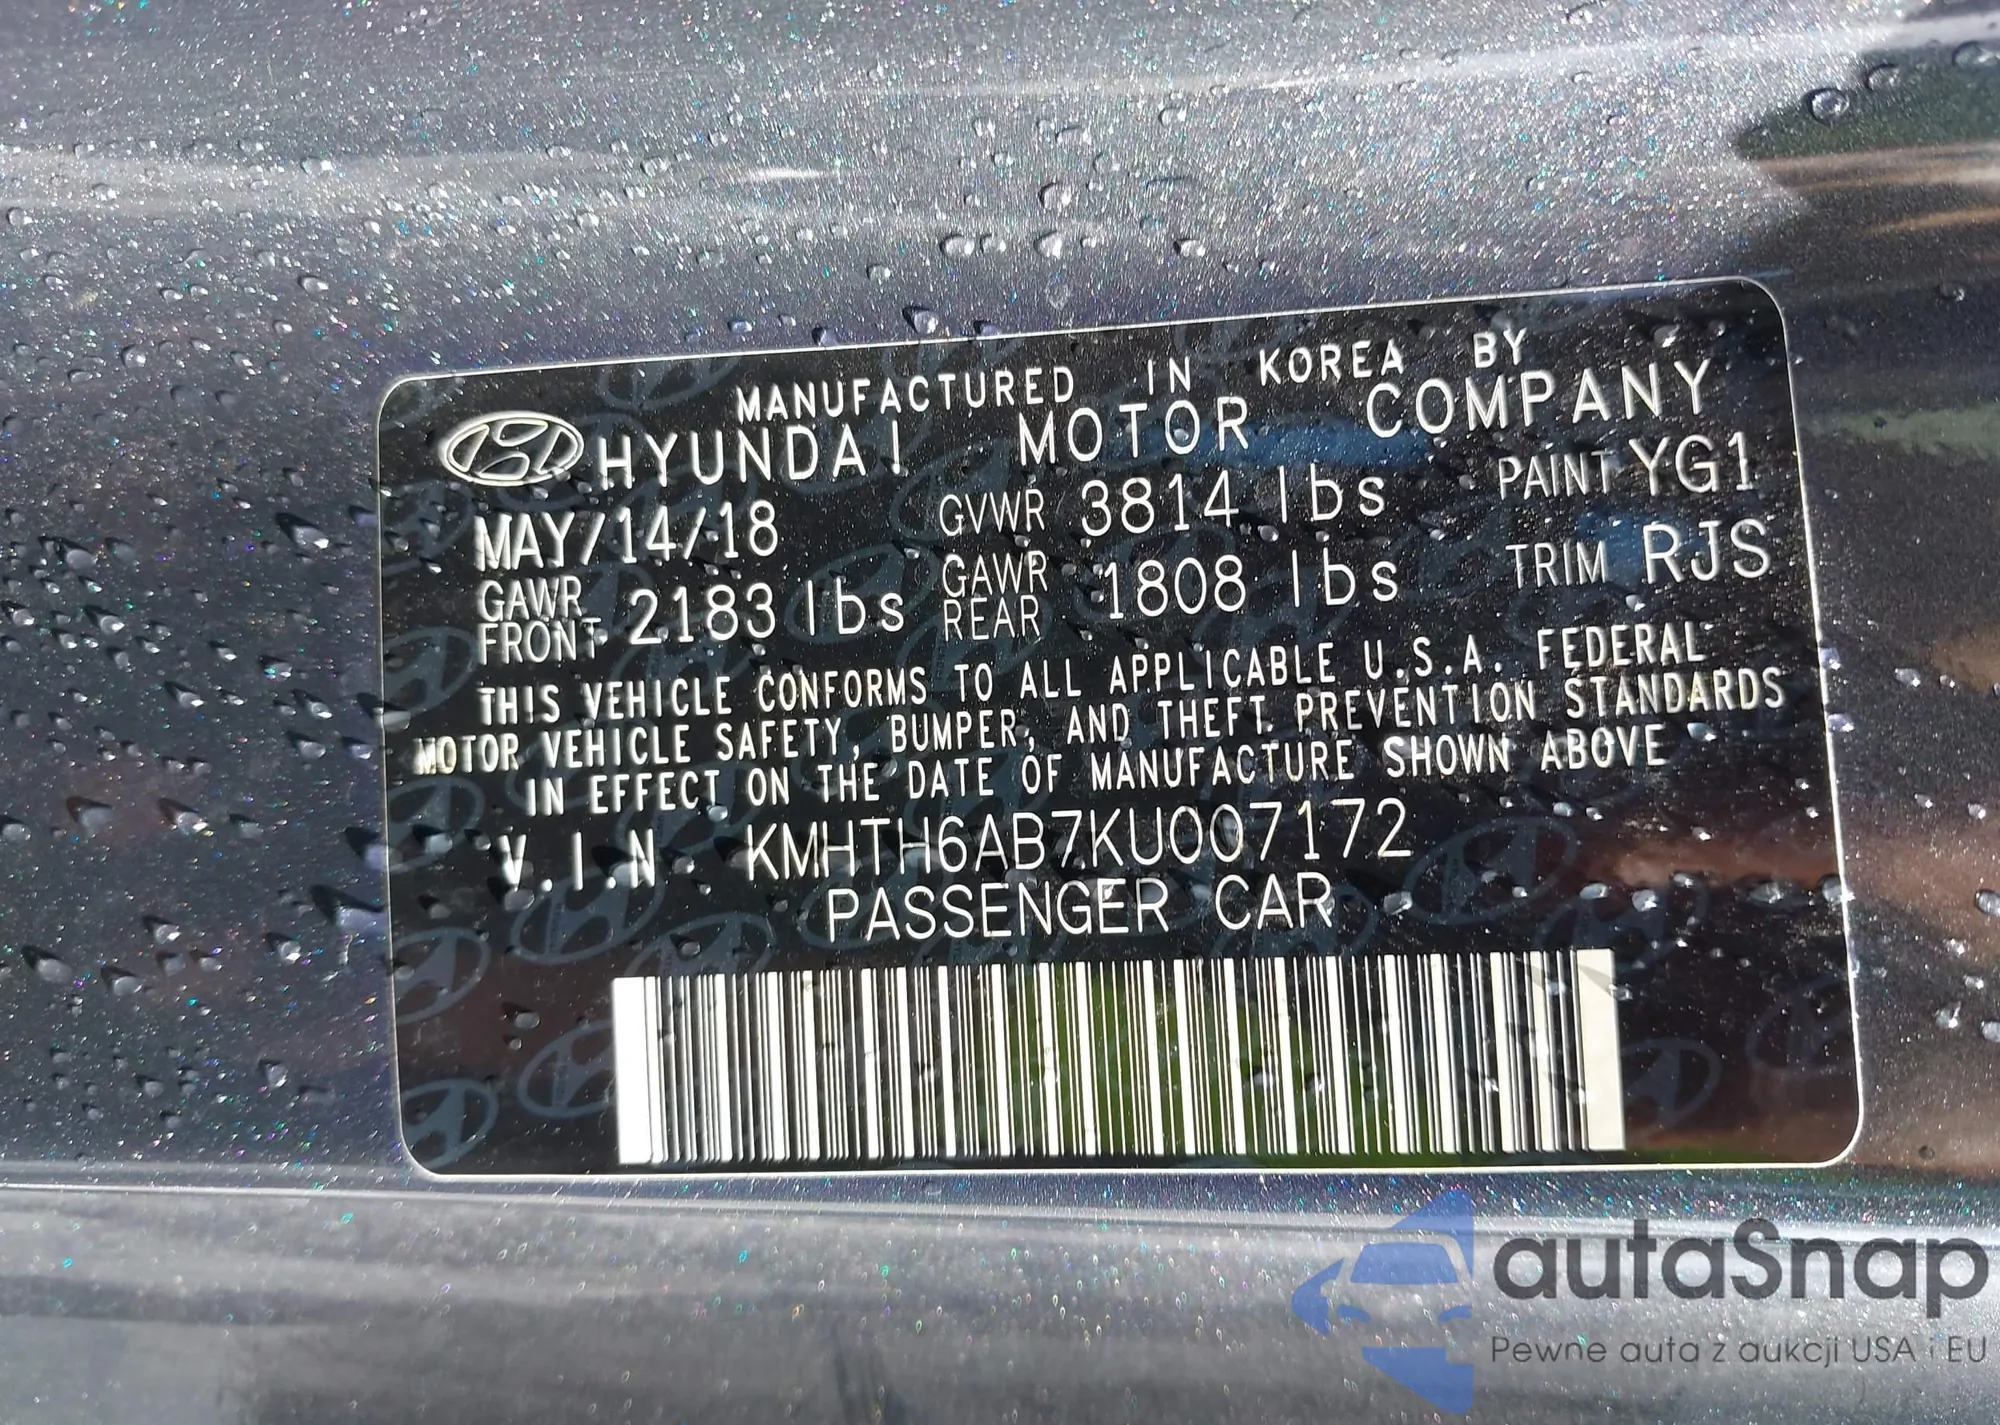 MANUFACTURED IN KOREA BY
HYUNDAI MOTOR COMPANY
MAY/14/18 GVWR 3814 lbs PAINT YG1
GAWR FRONT 2183 lbs GAWR REAR 1808 lbs TRIM RJS
THIS VEHICLE CONFORMS TO ALL APPLICABLE U.S.A. FEDERAL
MOTOR VEHICLE SAFETY, BUMPER, AND THEFT PREVENTION STANDARDS
IN EFFECT ON THE DATE OF MANUFACTURE SHOWN ABOVE
V.I.N. KMHTH6AB7KU007172
PASSENGER CAR
autaSnap
Pewne auta z aukcji USA i EU